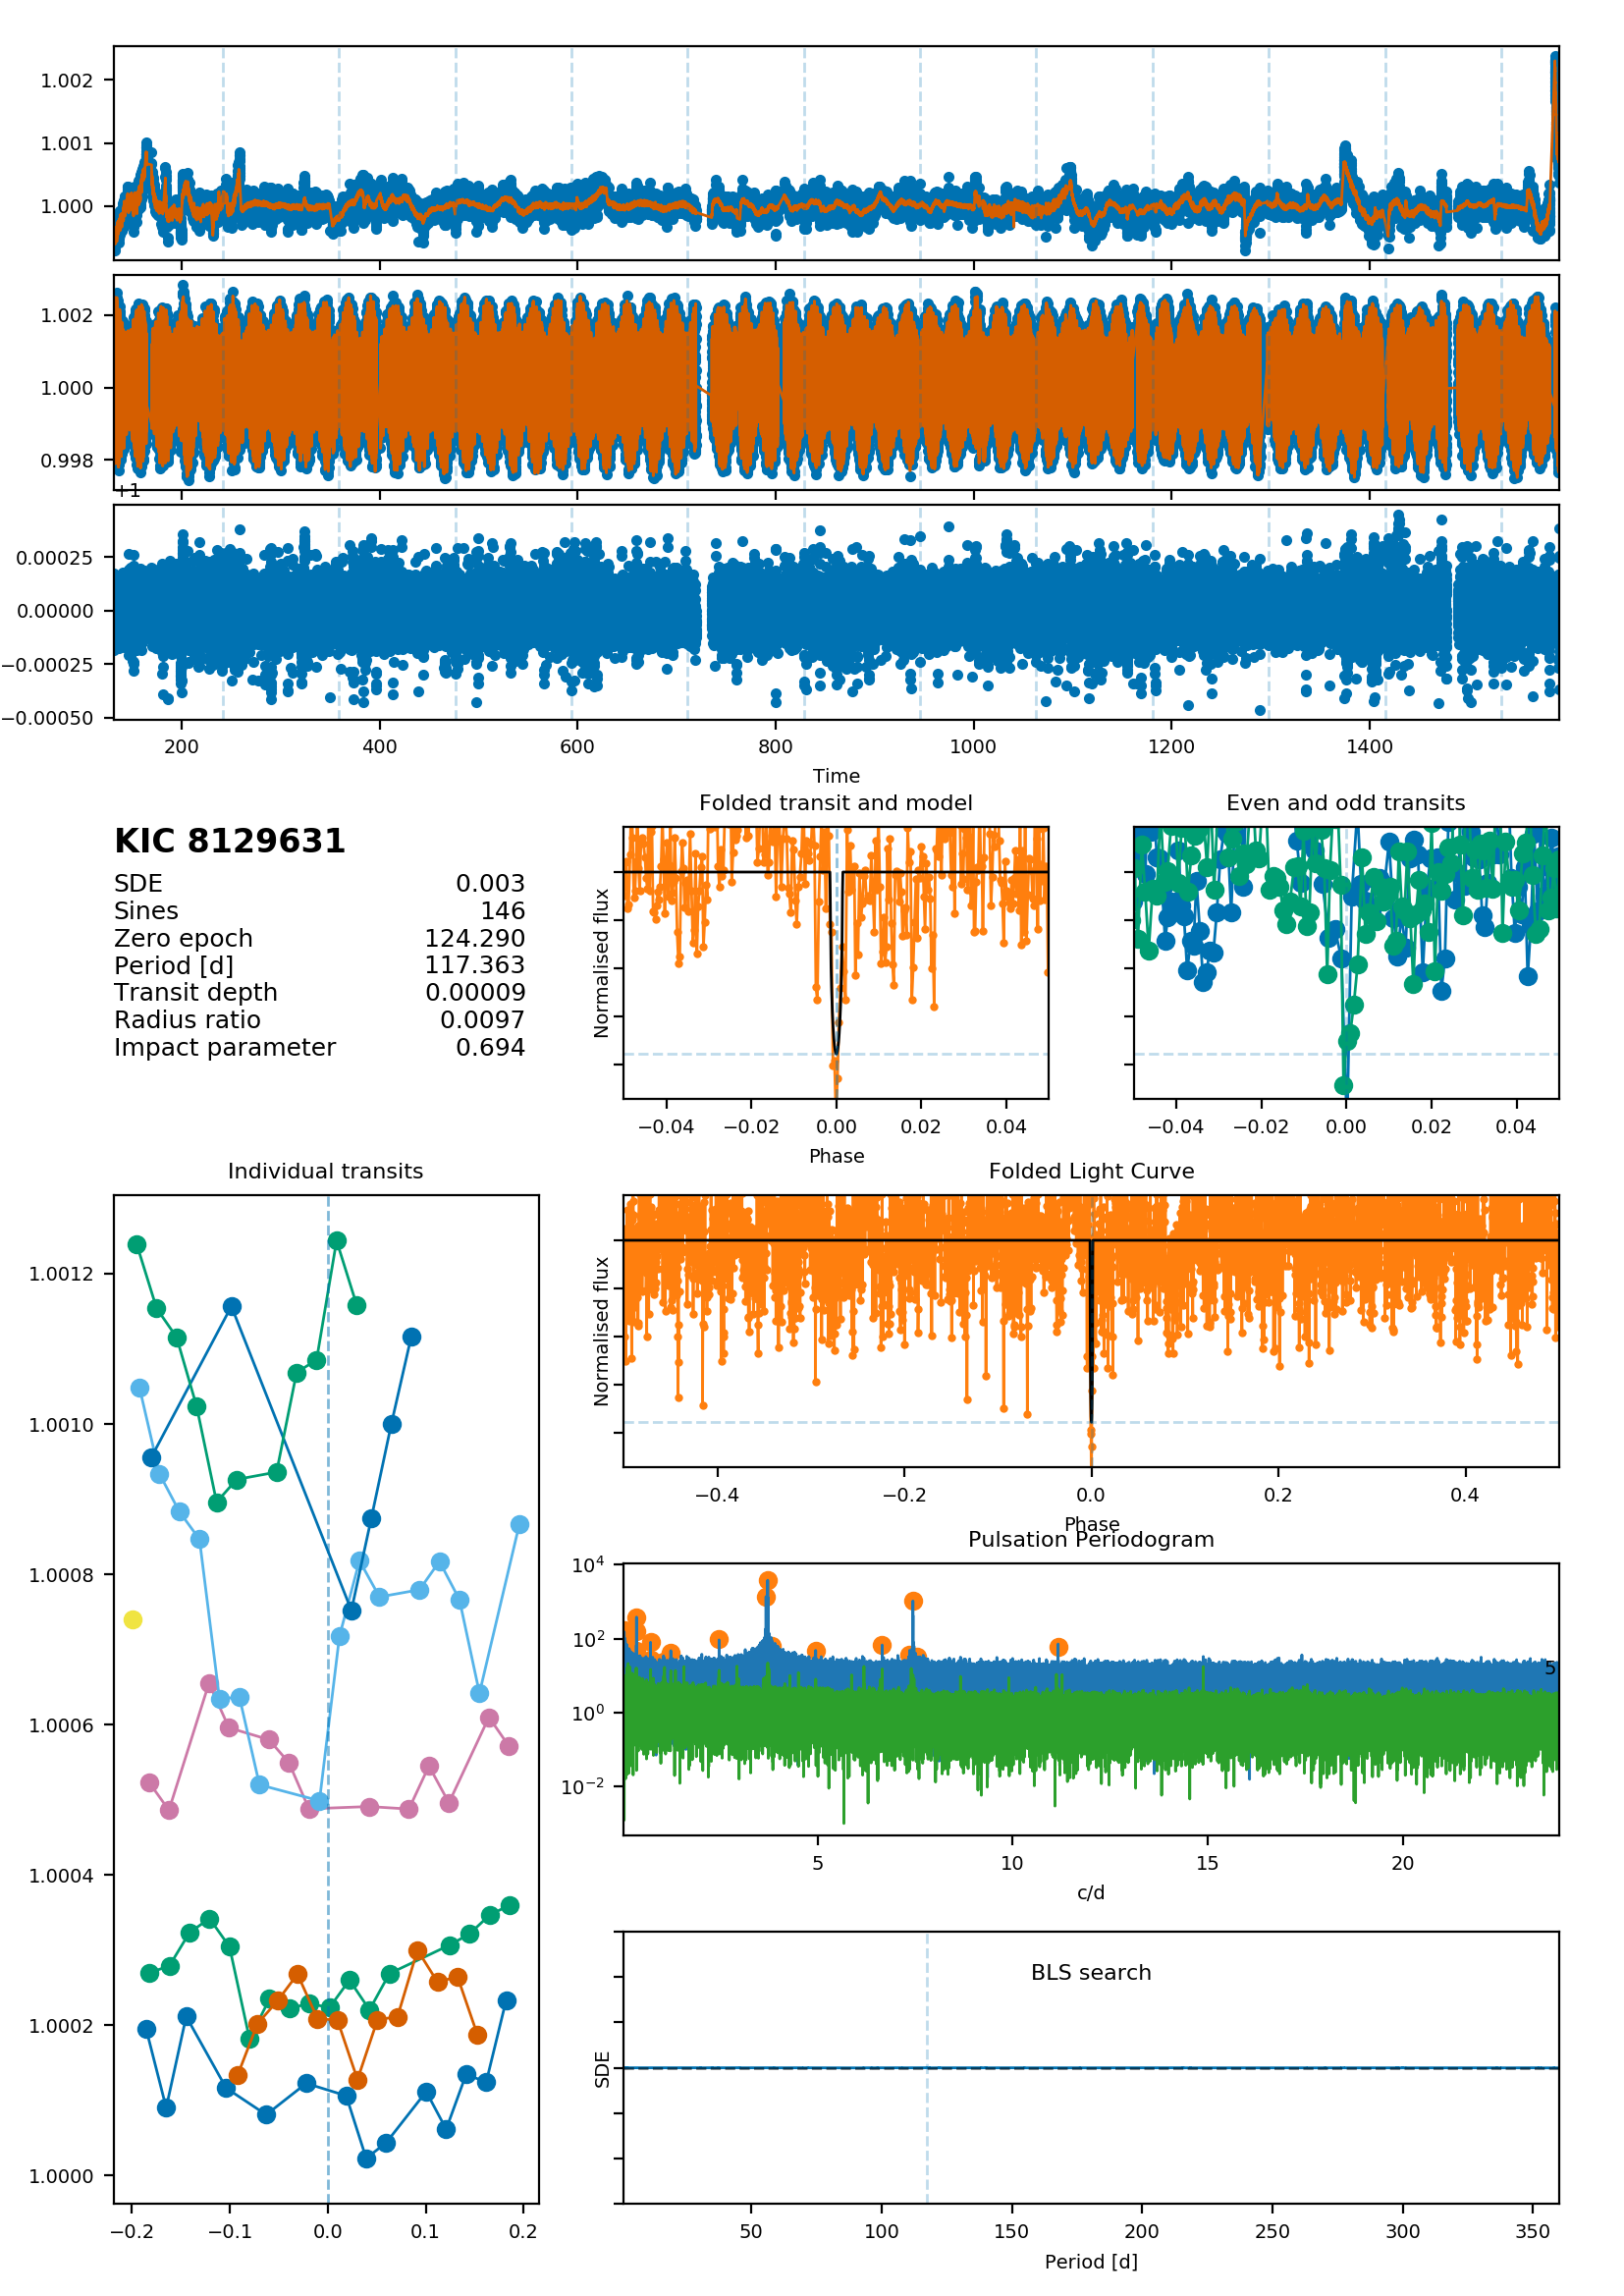 1.002
1.001
1.000
1.002
1.000
0.998
+1
0.00025
0.00000
−0.00025
−0.00050
200 400 600 800 1000 1200 1400
Time
KIC 8129631
SDE 0.003
Sines 146
Zero epoch 124.290
Period [d] 117.363
Transit depth 0.00009
Radius ratio 0.0097
Impact parameter 0.694
Folded transit and model
Normalised flux
−0.04 −0.02 0.00 0.02 0.04
Phase
Even and odd transits
−0.04 −0.02 0.00 0.02 0.04
Individual transits
1.0012
1.0010
1.0008
1.0006
1.0004
1.0002
1.0000
−0.2 −0.1 0.0 0.1 0.2
Folded Light Curve
Normalised flux
−0.4 −0.2 0.0 0.2 0.4
Phase
Pulsation Periodogram
10⁴
10²
10⁰
10⁻²
5
5 10 15 20
c/d
BLS search
SDE
50 100 150 200 250 300 350
Period [d]